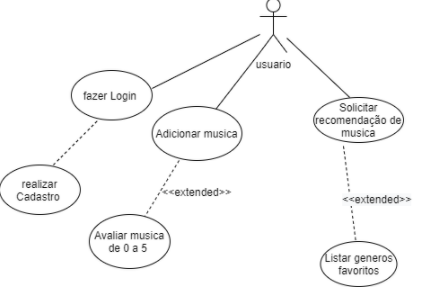 usuario
fazer Login
Adicionar musica
Solicitar
recomendação de
musica
realizar
Cadastro
<<extended>>
<<extended>>
Avaliar musica
de 0 a 5
Listar generos
favoritos